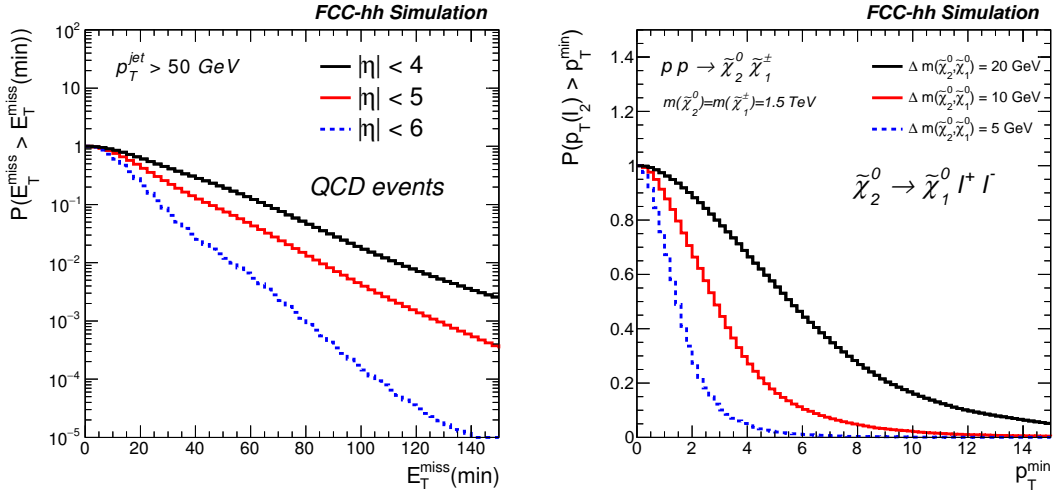 FCC-hh Simulation
P(E_T^miss > E_T^miss(min))
10²
10
1
10⁻¹
10⁻²
10⁻³
10⁻⁴
10⁻⁵
p_T^jet > 50 GeV
|η| < 4
|η| < 5
|η| < 6
QCD events
0 20 40 60 80 100 120 140
E_T^miss(min)
FCC-hh Simulation
P(p_T(l_2) > p_T^min)
1.4
1.2
1
0.8
0.6
0.4
0.2
0
p p → χ̃_2^0 χ̃_1^±
m(χ̃_2^0)=m(χ̃_1^±)=1.5 TeV
Δ m(χ̃_2^0,χ̃_1^0) = 20 GeV
Δ m(χ̃_2^0,χ̃_1^0) = 10 GeV
Δ m(χ̃_2^0,χ̃_1^0) = 5 GeV
χ̃_2^0 → χ̃_1^0 l⁺ l⁻
0 2 4 6 8 10 12 14
p_T^min